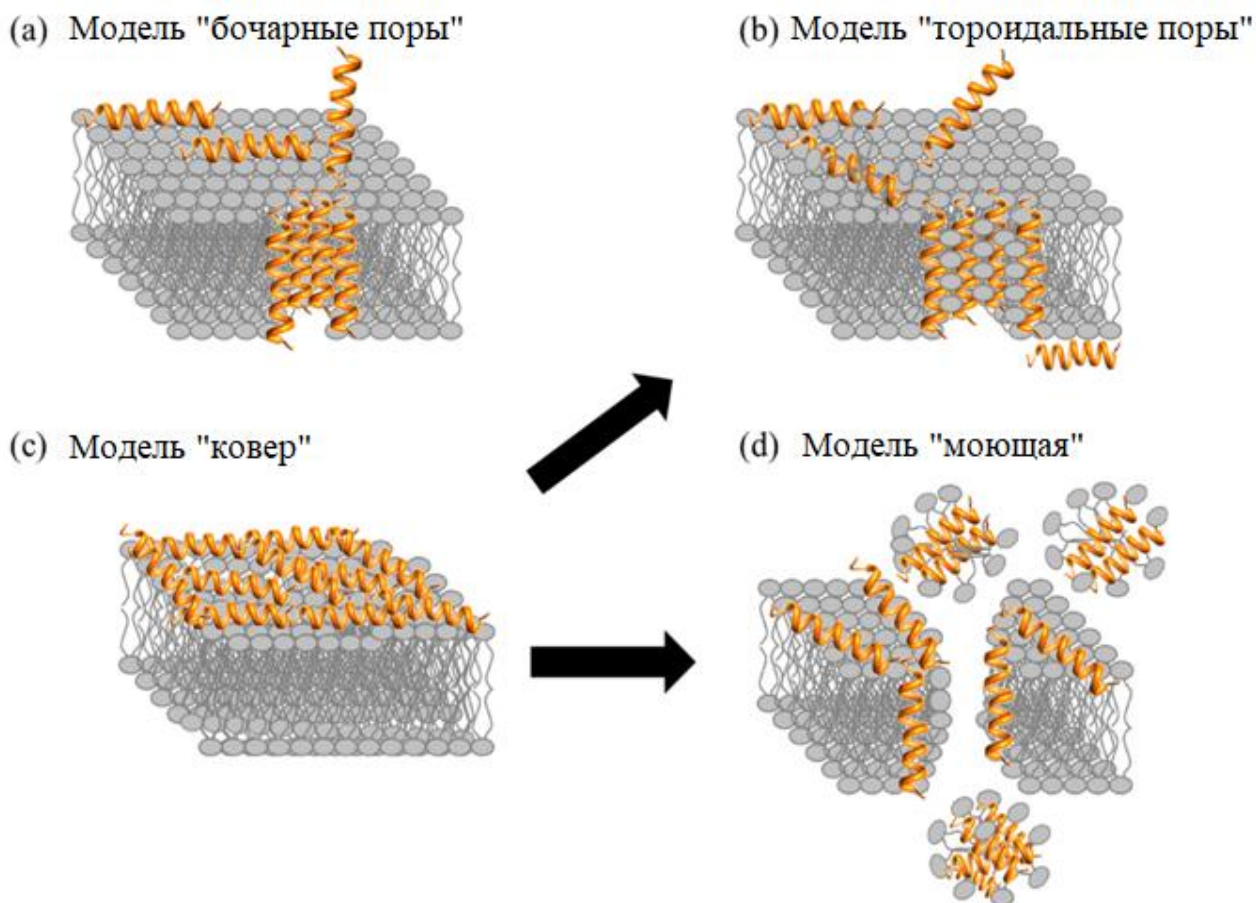 (a) Модель "бочарные поры"
(b) Модель "тороидальные поры"
(c) Модель "ковер"
(d) Модель "моющая"